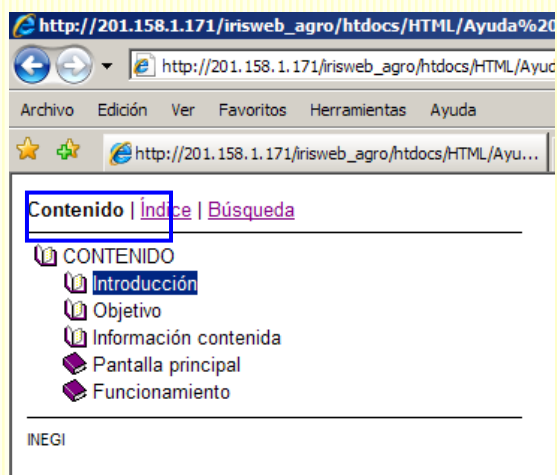 http://201.158.1.171/irisweb_agro/htdocs/HTML/Ayuda%20
http://201.158.1.171/irisweb_agro/htdocs/HTML/Ayud
Archivo Edición Ver Favoritos Herramientas Ayuda
http://201.158.1.171/irisweb_agro/htdocs/HTML/Ayu...
Contenido | Índice | Búsqueda
CONTENIDO
Introducción
Objetivo
Información contenida
Pantalla principal
Funcionamiento
INEGI